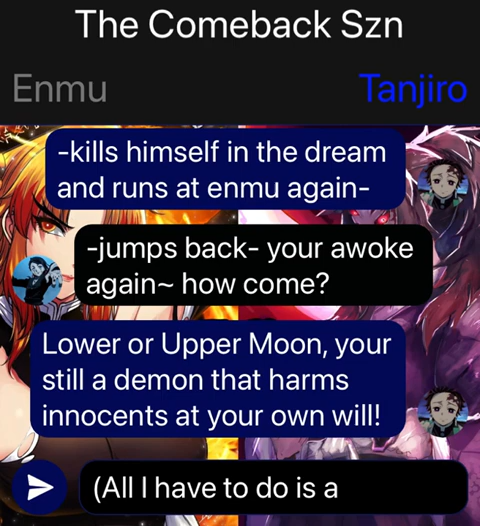 The Comeback Szn
Enmu
Tanjiro
-kills himself in the dream
and runs at enmu again-
-jumps back- your awoke
again~ how come?
Lower or Upper Moon, your
still a demon that harms
innocents at your own will!
(All I have to do is a